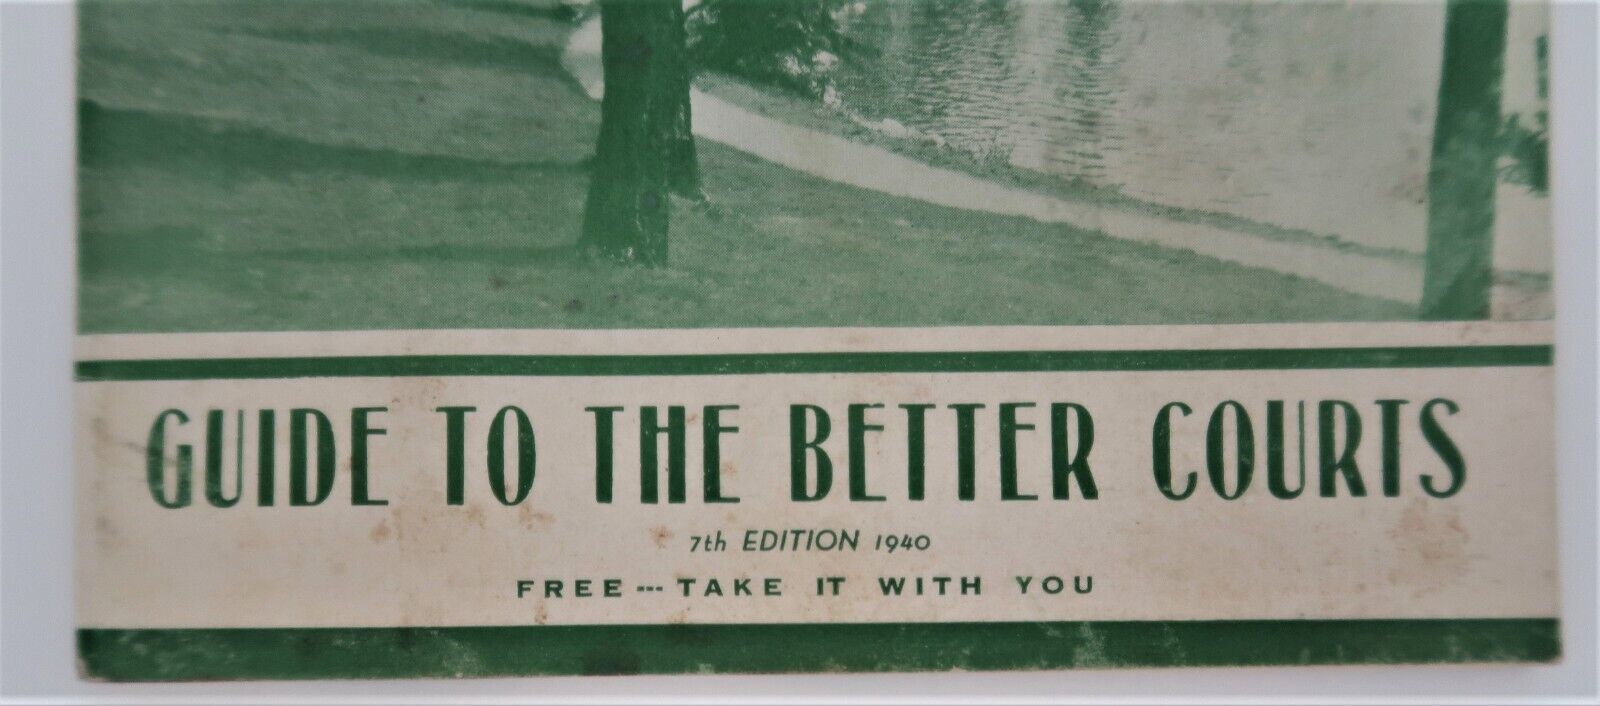 GUIDE TO THE BETTER COURTS
7th EDITION 1940
FREE --- TAKE IT WITH YOU